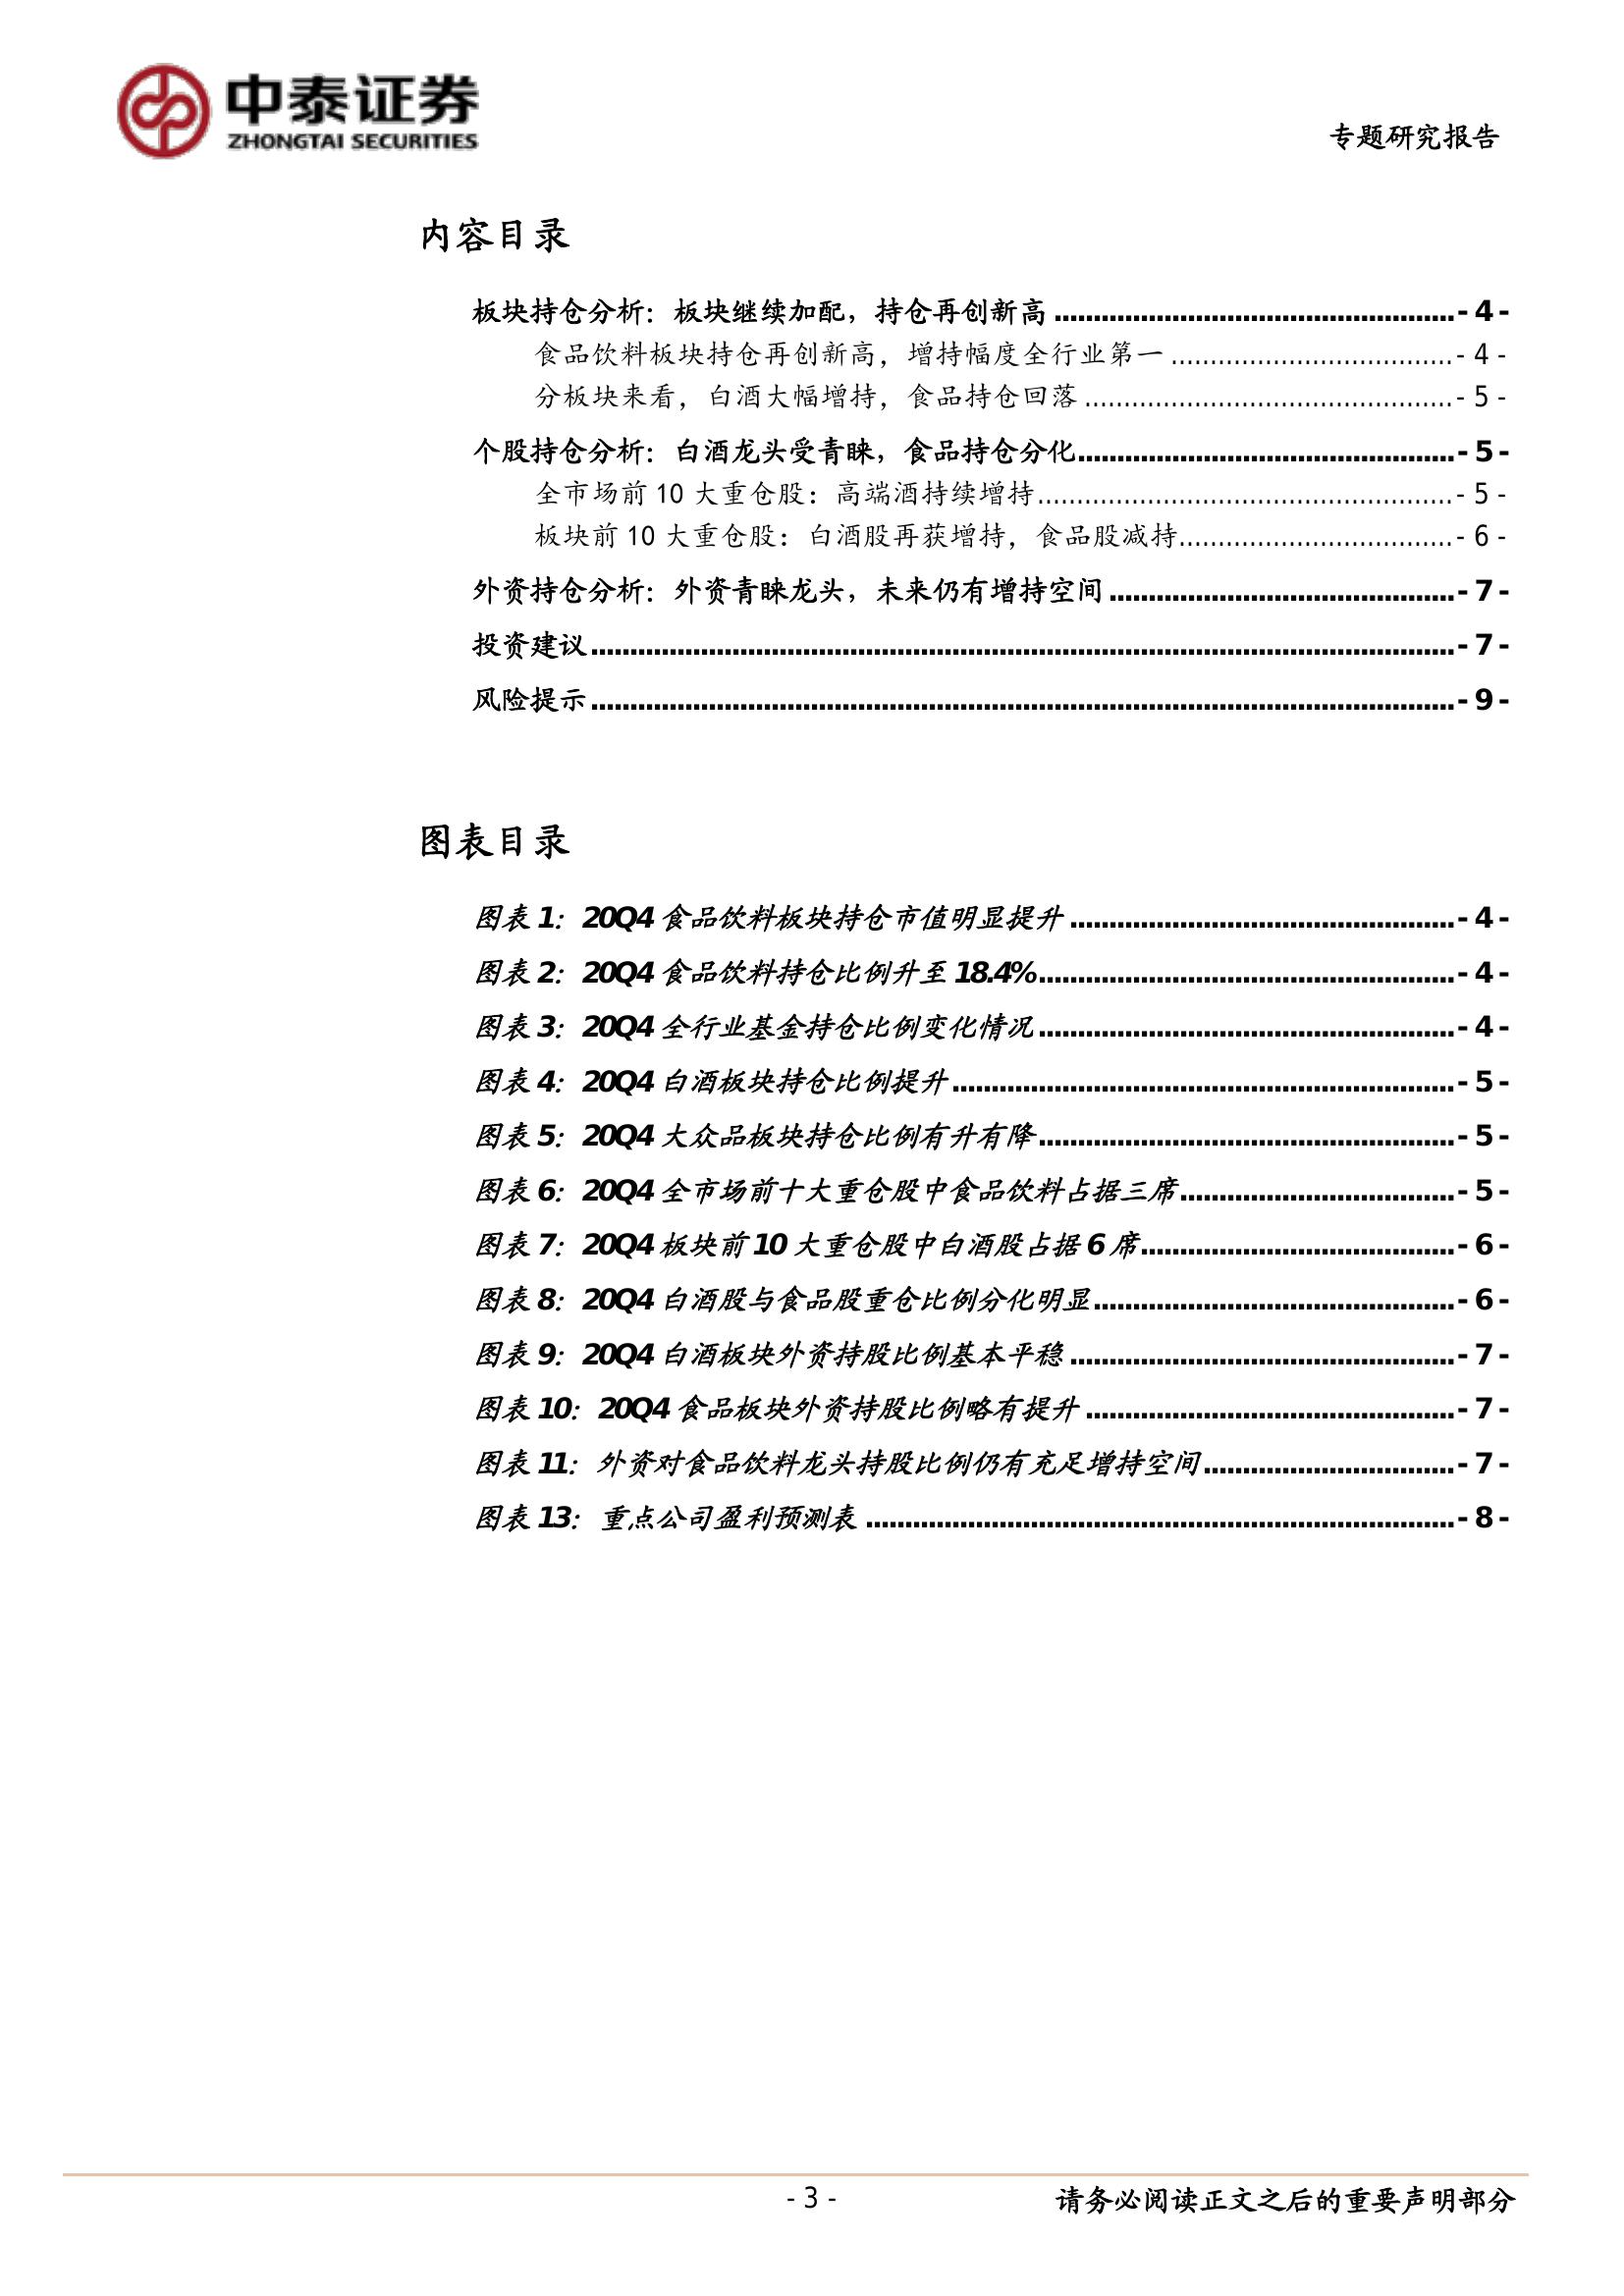 中泰证券
ZHONGTAI SECURITIES
专题研究报告
内容目录
板块持仓分析：板块继续加配，持仓再创新高 ........................................ - 4 -
食品饮料板块持仓再创新高，增持幅度全行业第一 ........................................ - 4 -
分板块来看，白酒大幅增持，食品持仓回落 ........................................ - 5 -
个股持仓分析：白酒龙头受青睐，食品持仓分化 ........................................ - 5 -
全市场前 10 大重仓股：高端酒持续增持 ........................................ - 5 -
板块前 10 大重仓股：白酒股再获增持，食品股减持 ........................................ - 6 -
外资持仓分析：外资青睐龙头，未来仍有增持空间 ........................................ - 7 -
投资建议 ........................................ - 7 -
风险提示 ........................................ - 9 -
图表目录
图表 1：20Q4 食品饮料板块持仓市值明显提升 ........................................ - 4 -
图表 2：20Q4 食品饮料持仓比例升至 18.4% ........................................ - 4 -
图表 3：20Q4 全行业基金持仓比例变化情况 ........................................ - 4 -
图表 4：20Q4 白酒板块持仓比例提升 ........................................ - 5 -
图表 5：20Q4 大众品板块持仓比例有升有降 ........................................ - 5 -
图表 6：20Q4 全市场前十大重仓股中食品饮料占据三席 ........................................ - 5 -
图表 7：20Q4 板块前 10 大重仓股中白酒股占据 6 席 ........................................ - 6 -
图表 8：20Q4 白酒股与食品股重仓比例分化明显 ........................................ - 6 -
图表 9：20Q4 白酒板块外资持股比例基本平稳 ........................................ - 7 -
图表 10：20Q4 食品板块外资持股比例略有提升 ........................................ - 7 -
图表 11：外资对食品饮料龙头持股比例仍有充足增持空间 ........................................ - 7 -
图表 13：重点公司盈利预测表 ........................................ - 8 -
- 3 -
请务必阅读正文之后的重要声明部分